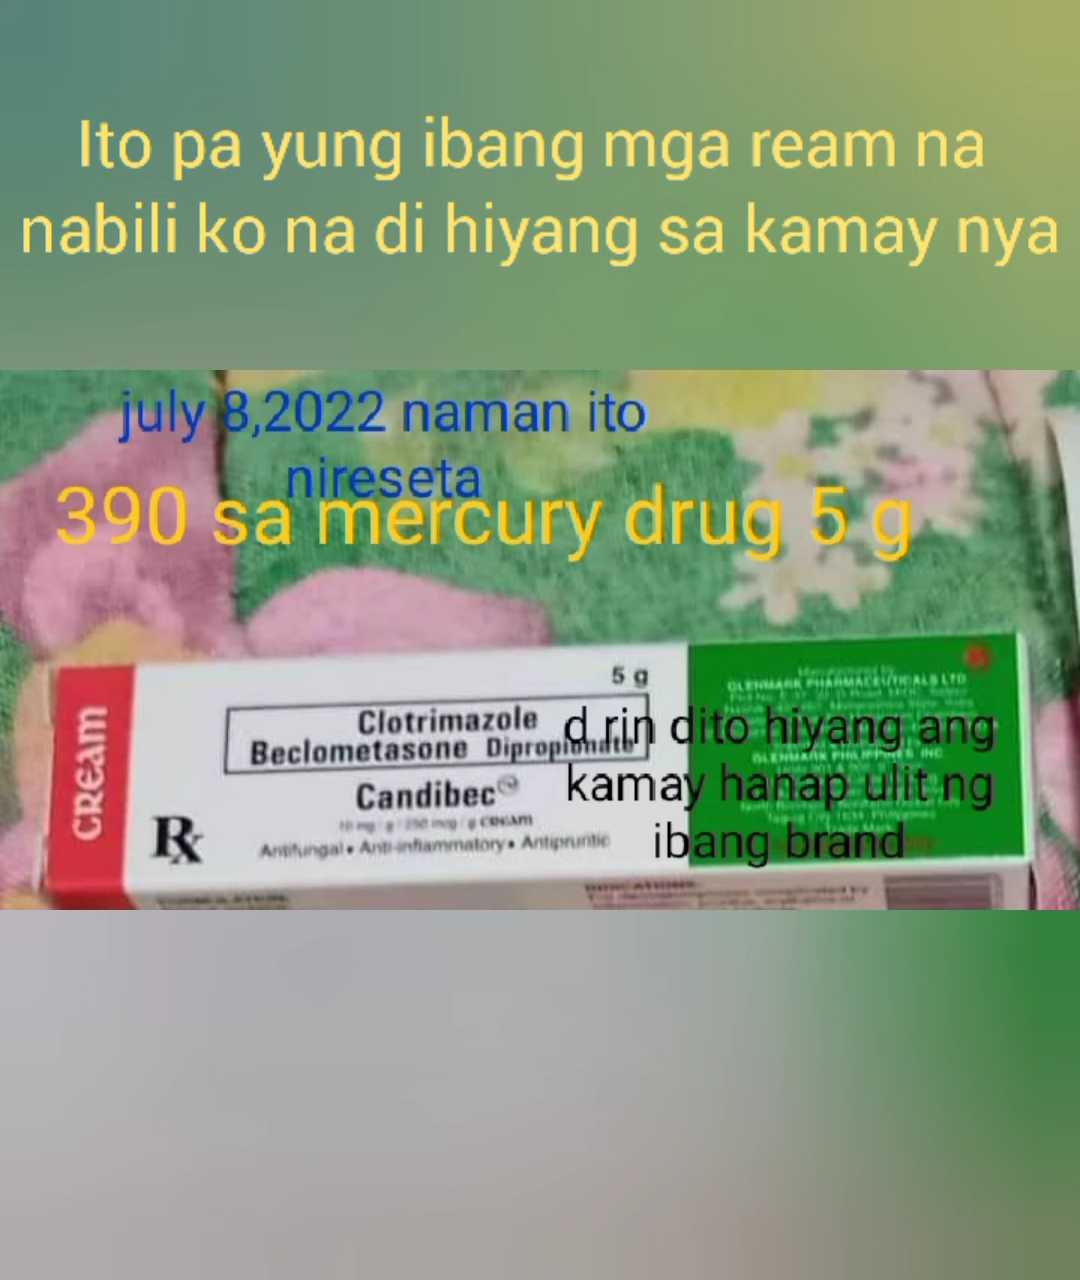 Ito pa yung ibang mga ream na
nabili ko na di hiyang sa kamay nya
july 8,2022 naman ito
nireseta
390 sa mercury drug 5 g
5 g
cream
Clotrimazole
Beclometasone Dipropionate
Candibec
Rx
Antifungal • Anti-inflammatory • Antipruritic
GLENMARK PHARMACEUTICALS LTD
GLENMARK PHILIPPINES INC
d rin dito hiyang ang
kamay hanap ulit ng
ibang brand